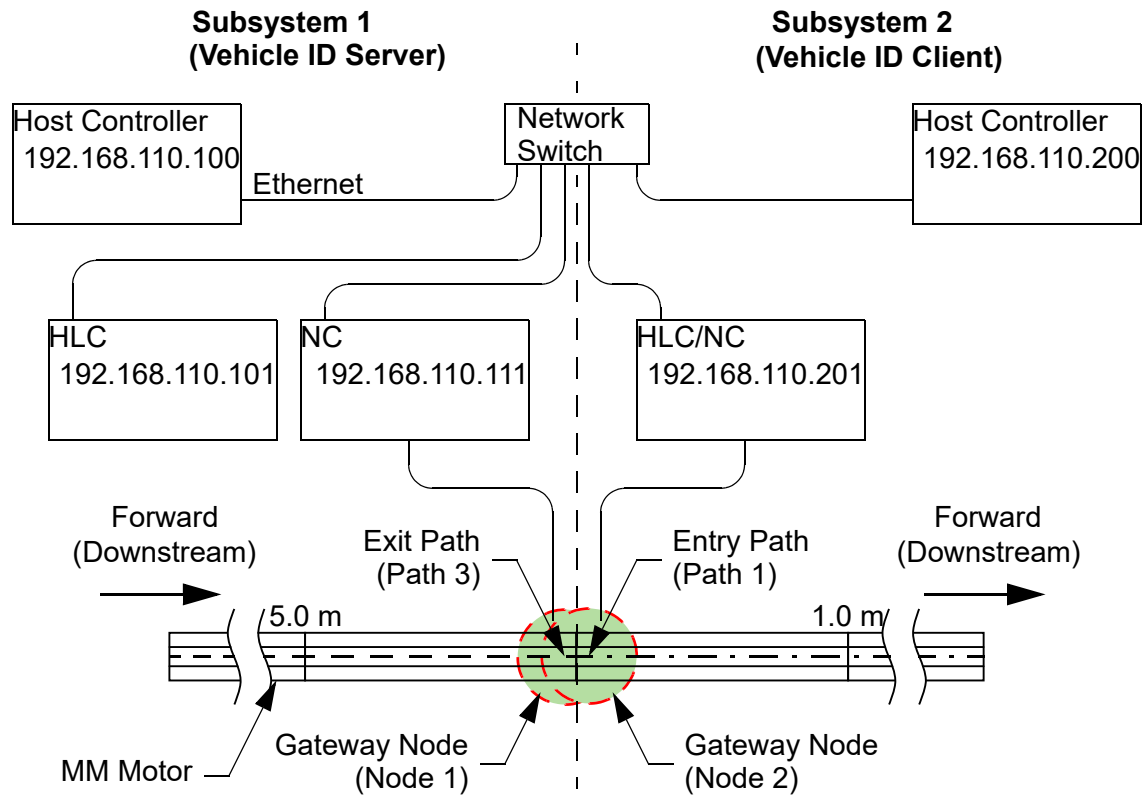 Subsystem 1
(Vehicle ID Server)
Subsystem 2
(Vehicle ID Client)
Host Controller
192.168.110.100
Network
Switch
Host Controller
192.168.110.200
Ethernet
HLC
192.168.110.101
NC
192.168.110.111
HLC/NC
192.168.110.201
Forward
(Downstream)
Exit Path
(Path 3)
Entry Path
(Path 1)
Forward
(Downstream)
5.0 m
1.0 m
MM Motor
Gateway Node
(Node 1)
Gateway Node
(Node 2)